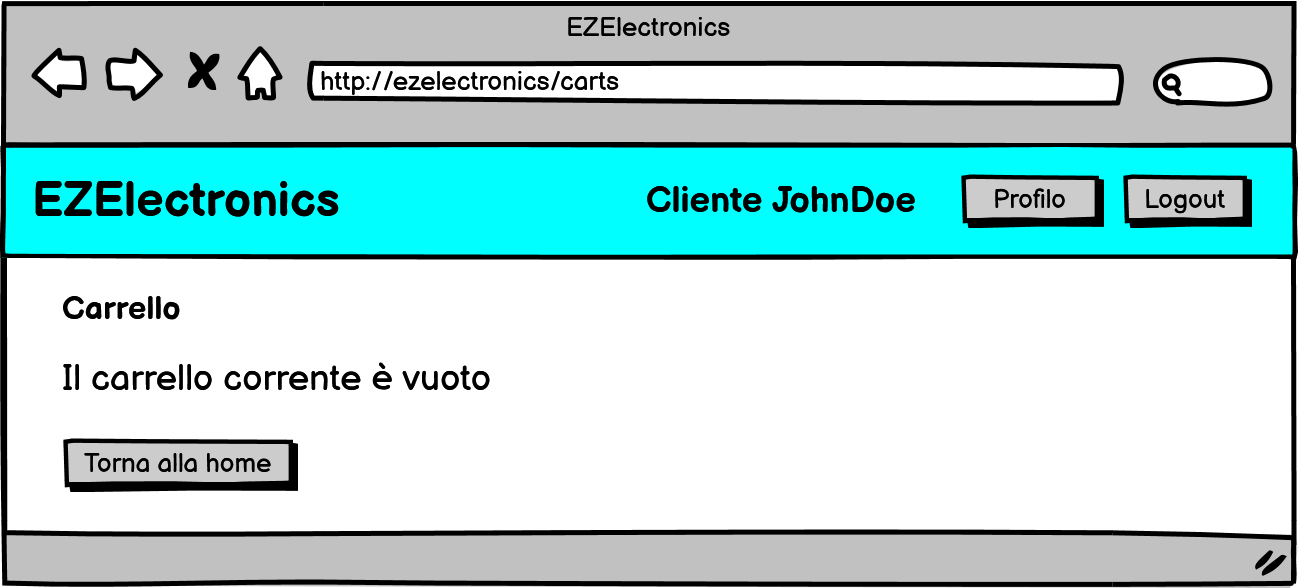 EZElectronics
http://ezelectronics/carts
EZElectronics
Cliente JohnDoe
Profilo
Logout
Carrello
Il carrello corrente è vuoto
Torna alla home